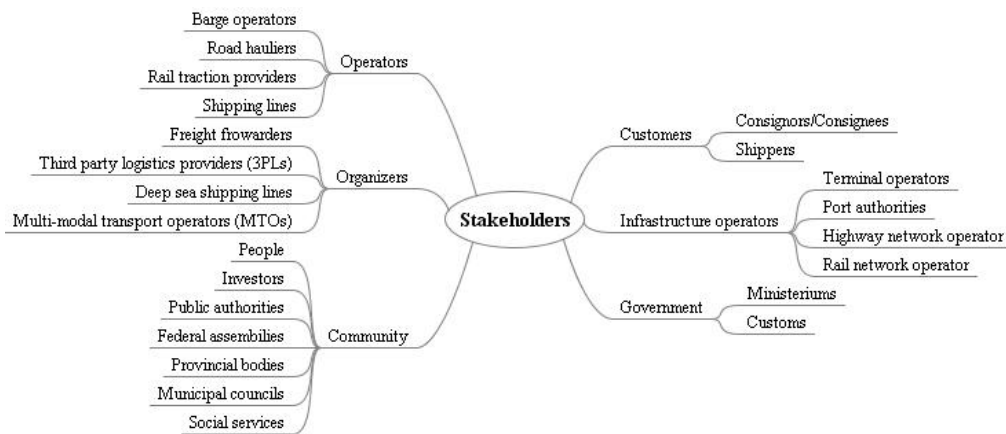 Barge operators
Road hauliers
Rail traction providers
Shipping lines
Operators
Freight frowarders
Third party logistics providers (3PLs)
Deep sea shipping lines
Multi-modal transport operators (MTOs)
Organizers
People
Investors
Public authorities
Federal assembilies
Provincial bodies
Municipal councils
Social services
Community
Stakeholders
Customers
Consignors/Consignees
Shippers
Infrastructure operators
Terminal operators
Port authorities
Highway network operator
Rail network operator
Government
Ministeriums
Customs